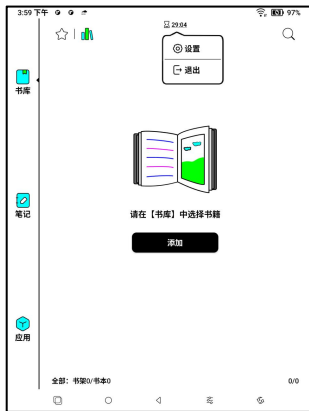 3:59 下午
97%
29:04
设置
退出
书库
笔记
请在【书库】中选择书籍
添加
应用
全部：书架0/书本0
0/0